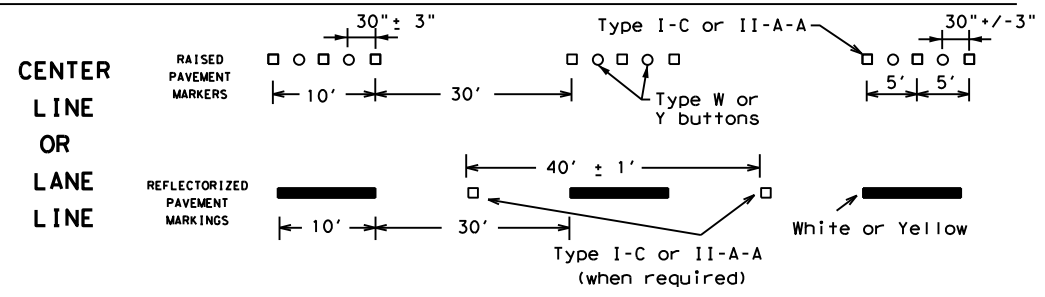 CENTER
LINE
OR
LANE
LINE
RAISED
PAVEMENT
MARKERS
30"± 3"
10'
30'
Type I-C or II-A-A
Type W or
Y buttons
30"+/-3"
5'
5'
REFLECTORIZED
PAVEMENT
MARKINGS
10'
30'
40' ± 1'
Type I-C or II-A-A
(when required)
White or Yellow